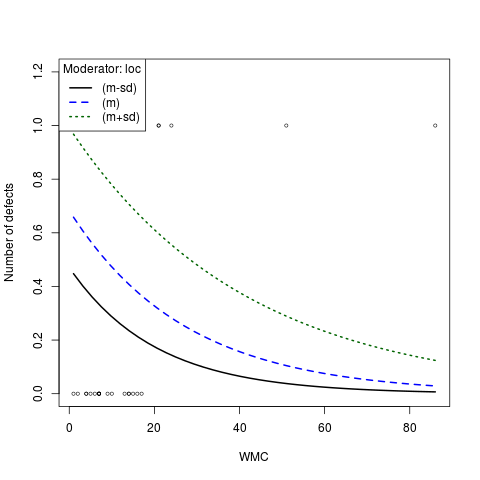 Moderator: loc
(m-sd)
(m)
(m+sd)
Number of defects
1.2
1.0
0.8
0.6
0.4
0.2
0.0
0 20 40 60 80
WMC